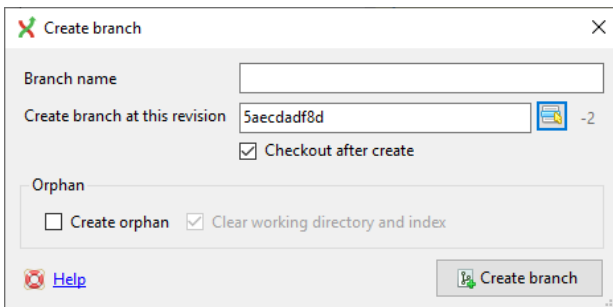 Create branch
Branch name
Create branch at this revision 5aecdadf8d -2
Checkout after create
Orphan
Create orphan Clear working directory and index
Help Create branch